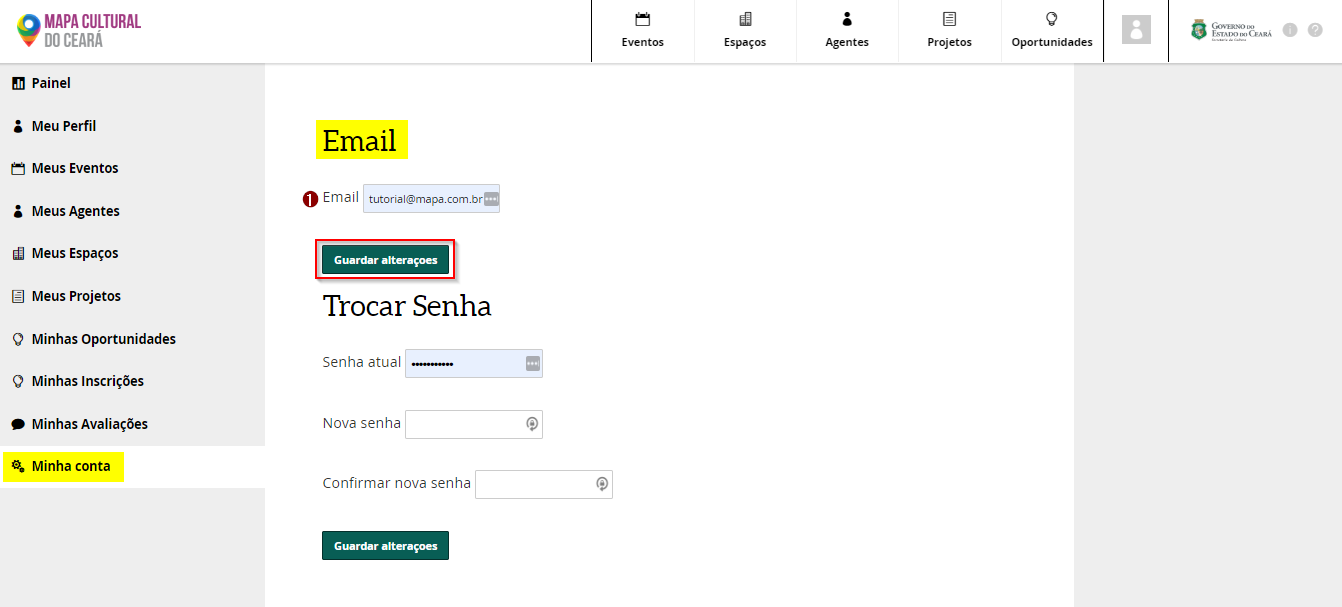 MAPA CULTURAL
DO CEARÁ
Eventos
Espaços
Agentes
Projetos
Oportunidades
GOVERNO DO
ESTADO DO CEARÁ
Secretaria da Cultura
Painel
Meu Perfil
Meus Eventos
Meus Agentes
Meus Espaços
Meus Projetos
Minhas Oportunidades
Minhas Inscrições
Minhas Avaliações
Minha conta
Email
1 Email tutorial@mapa.com.br
Guardar alteraçoes
Trocar Senha
Senha atual •••••••••••
Nova senha
Confirmar nova senha
Guardar alteraçoes